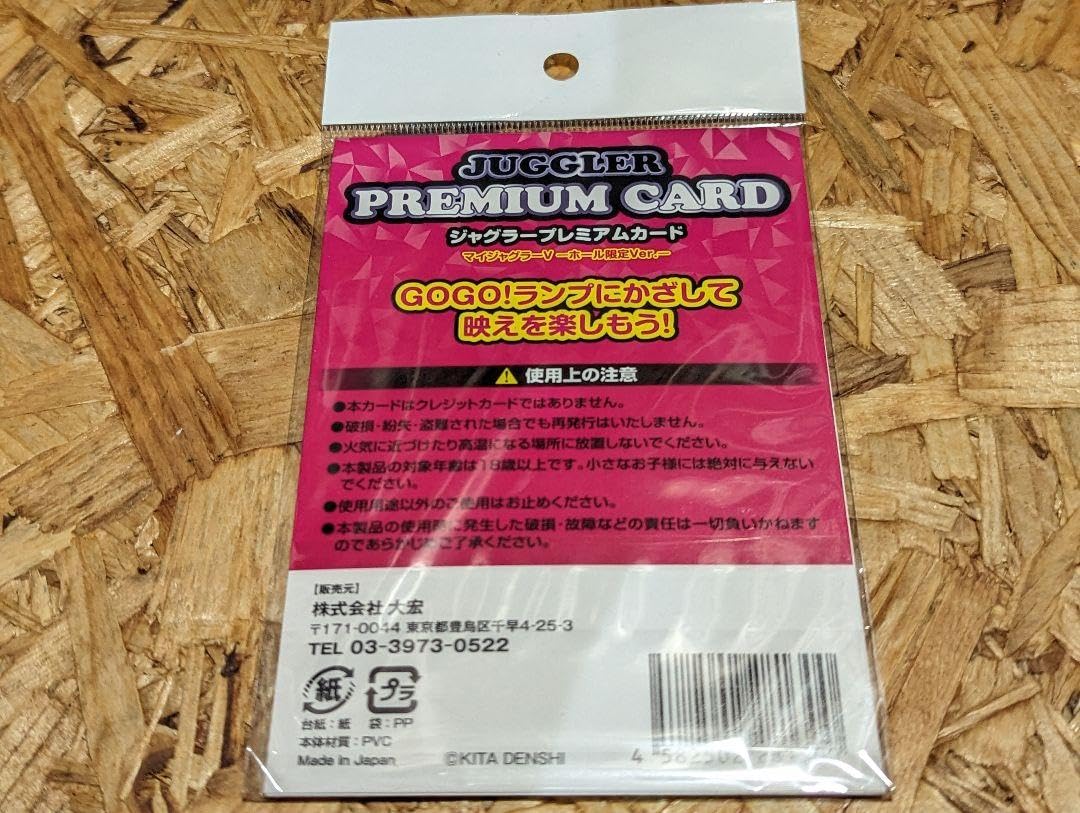 JUGGLER
PREMIUM CARD
ジャグラープレミアムカード
マイジャグラーV ーホール限定Ver.ー
GOGO!ランプにかざして
映えを楽しもう!
使用上の注意
●本カードはクレジットカードではありません。
●破損・紛失・盗難された場合でも再発行はいたしません。
●火気に近づけたり高温になる場所に放置しないでください。
●本製品の対象年齢は18歳以上です。小さなお子様には絶対に与えない
でください。
●使用用途以外のご使用はお止めください。
●本製品の使用際に発生した破損・故障などの責任は一切負いかねます
のであらかじめご了承ください。
【販売元】
株式会社 大宏
〒171-0044 東京都豊島区千早4-25-3
TEL 03-3973-0522
紙 プラ
台紙:紙 袋:PP
本体材質:PVC
Made in Japan
©KITA DENSHI